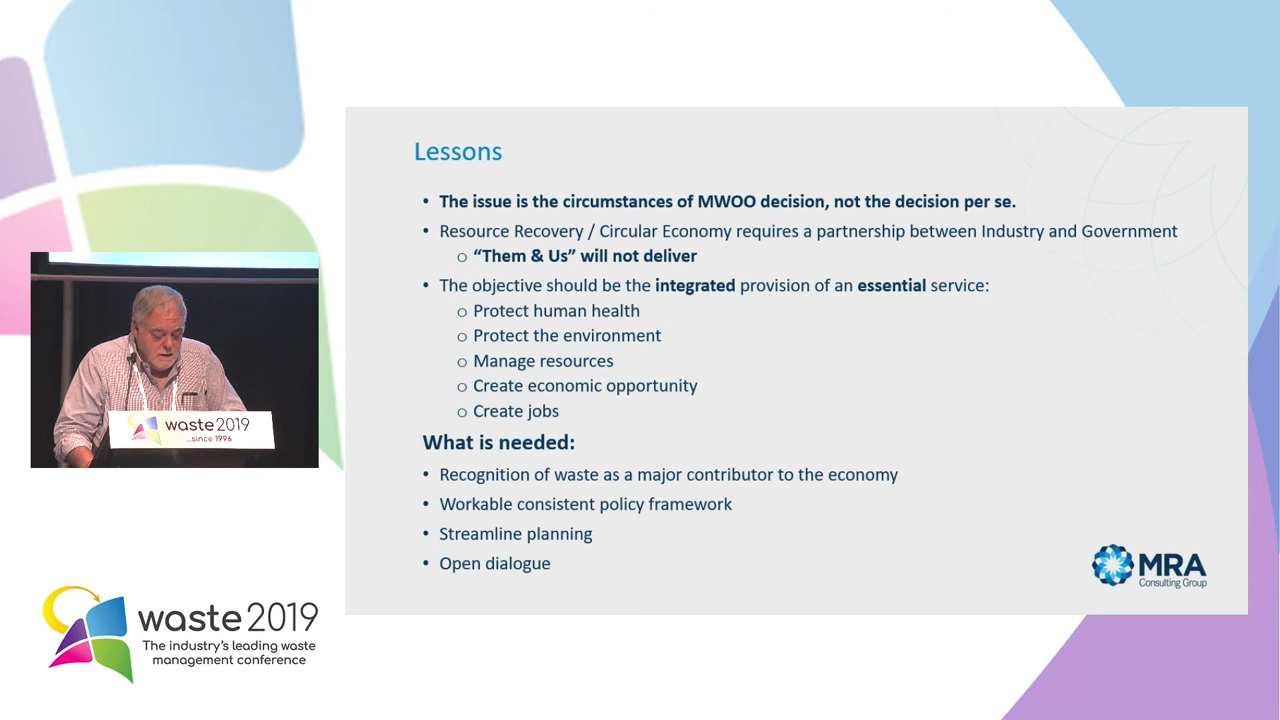 Lessons
• The issue is the circumstances of MWOO decision, not the decision per se.
• Resource Recovery / Circular Economy requires a partnership between Industry and Government
o “Them & Us” will not deliver
• The objective should be the integrated provision of an essential service:
o Protect human health
o Protect the environment
o Manage resources
o Create economic opportunity
o Create jobs
What is needed:
• Recognition of waste as a major contributor to the economy
• Workable consistent policy framework
• Streamline planning
• Open dialogue
MRA
Consulting Group
waste2019
...since 1996
waste2019
The industry's leading waste
management conference